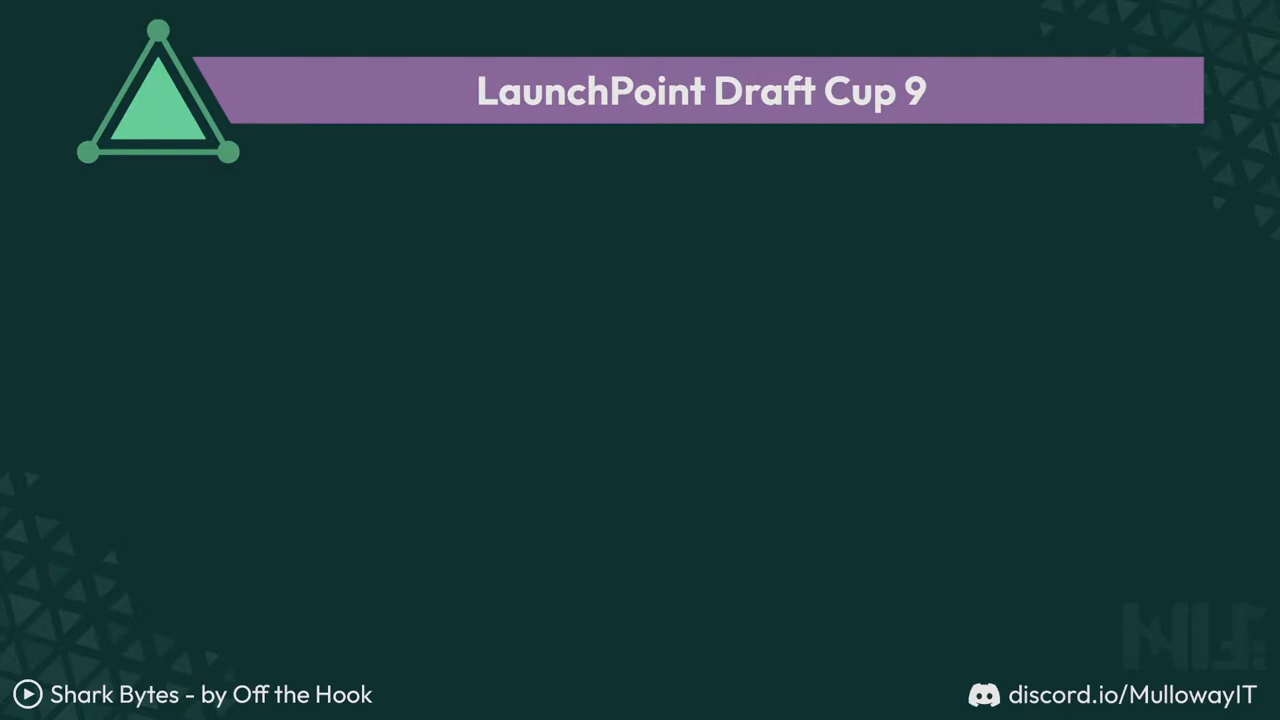 LaunchPoint Draft Cup 9
Shark Bytes - by Off the Hook
discord.io/MullowayIT